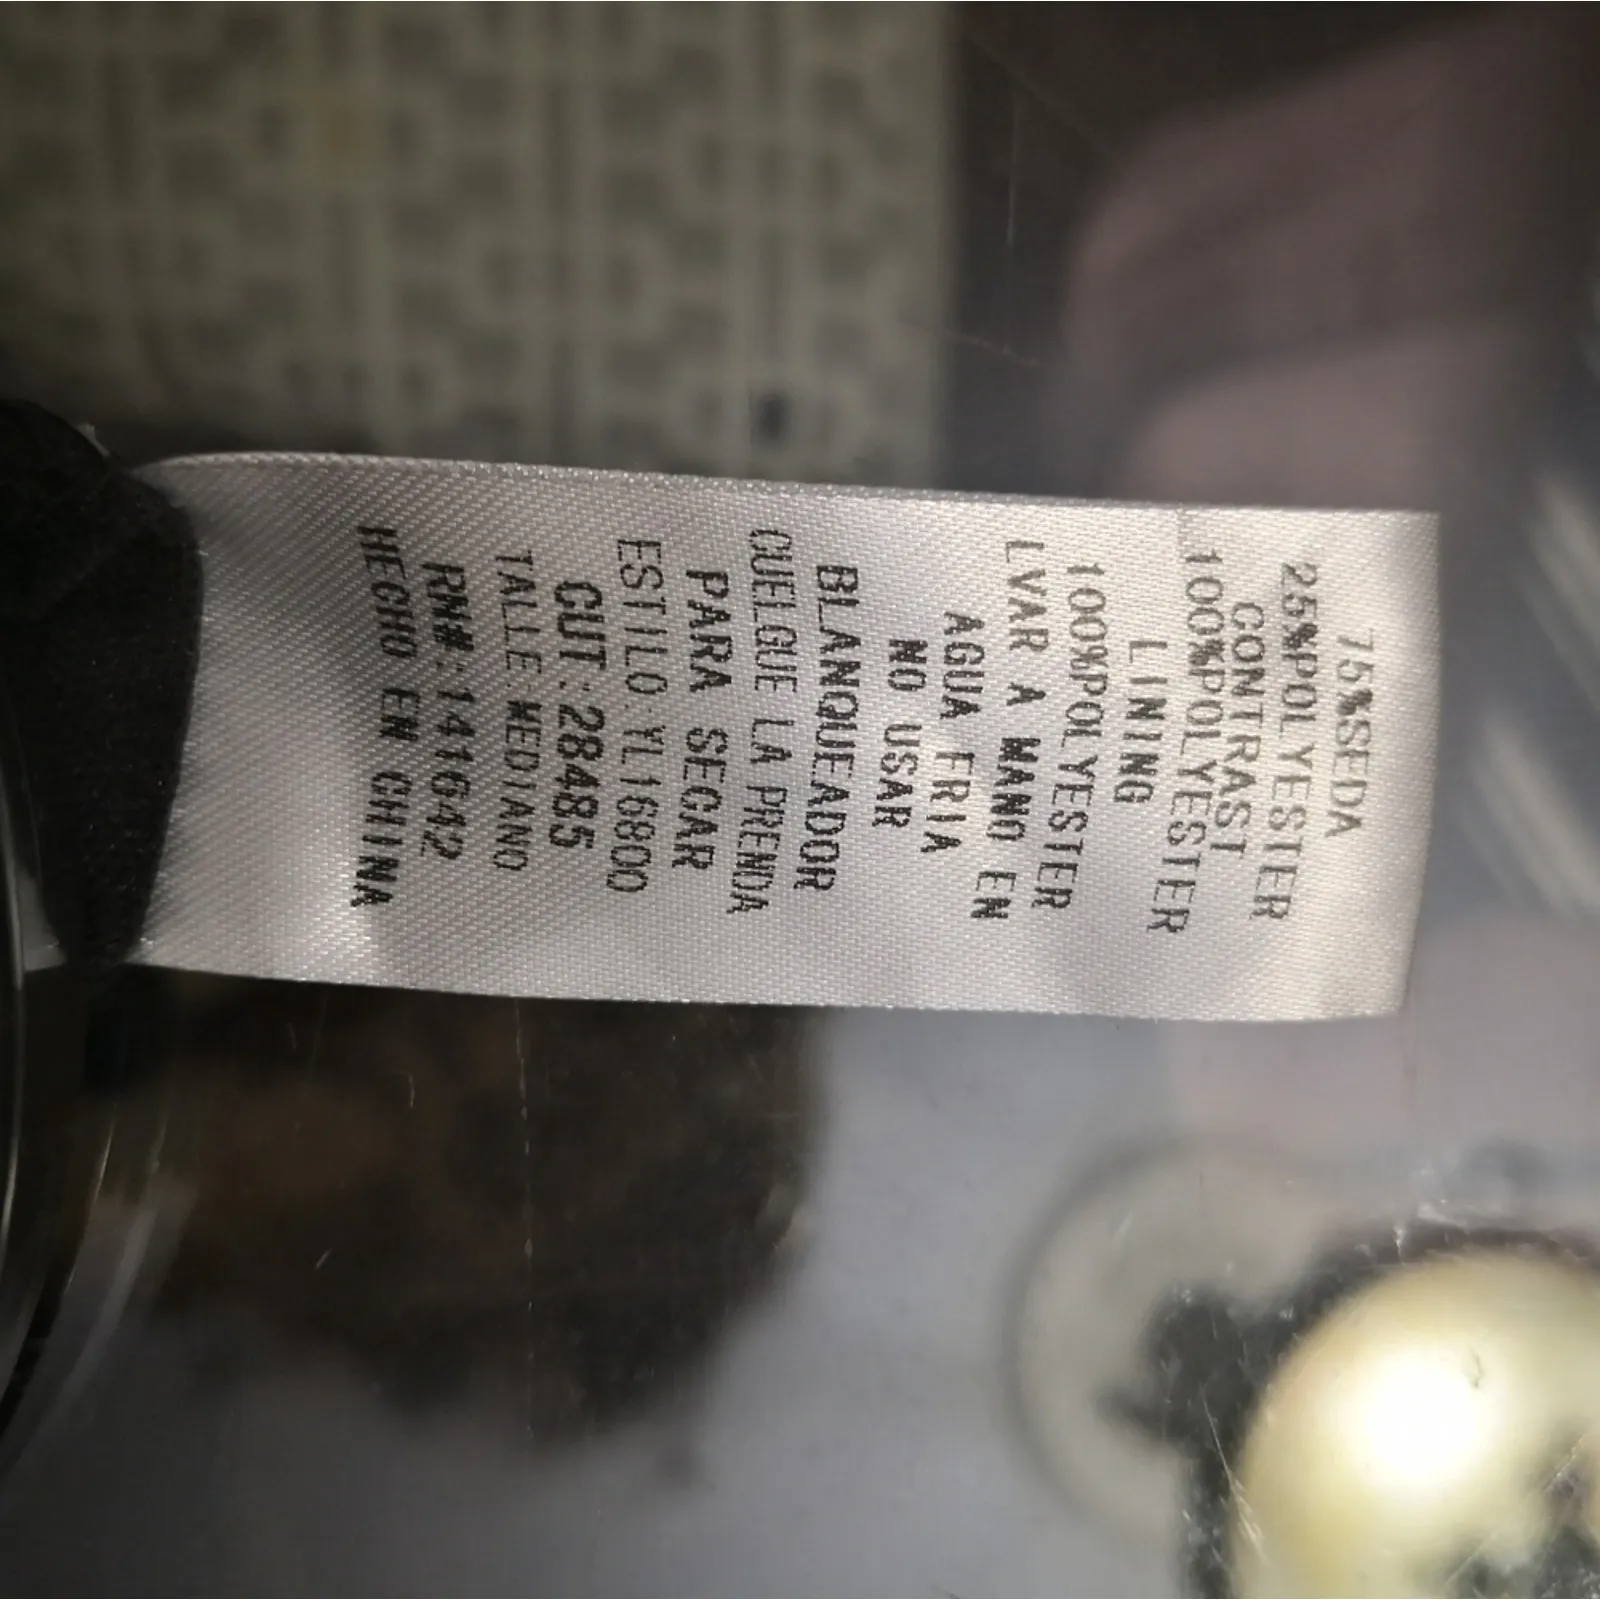 75%SEDA
25%POLYESTER
CONTRAST
100%POLYESTER
LINING
100%POLYESTER
LVAR A MANO EN
AGUA FRIA
NO USAR
BLANQUEADOR
QUELGUE LA PRENDA
PARA SECAR
ESTILO:YL16800
CUT:28485
TALLE:MEDIANO
RN#:141642
HECHO EN CHINA